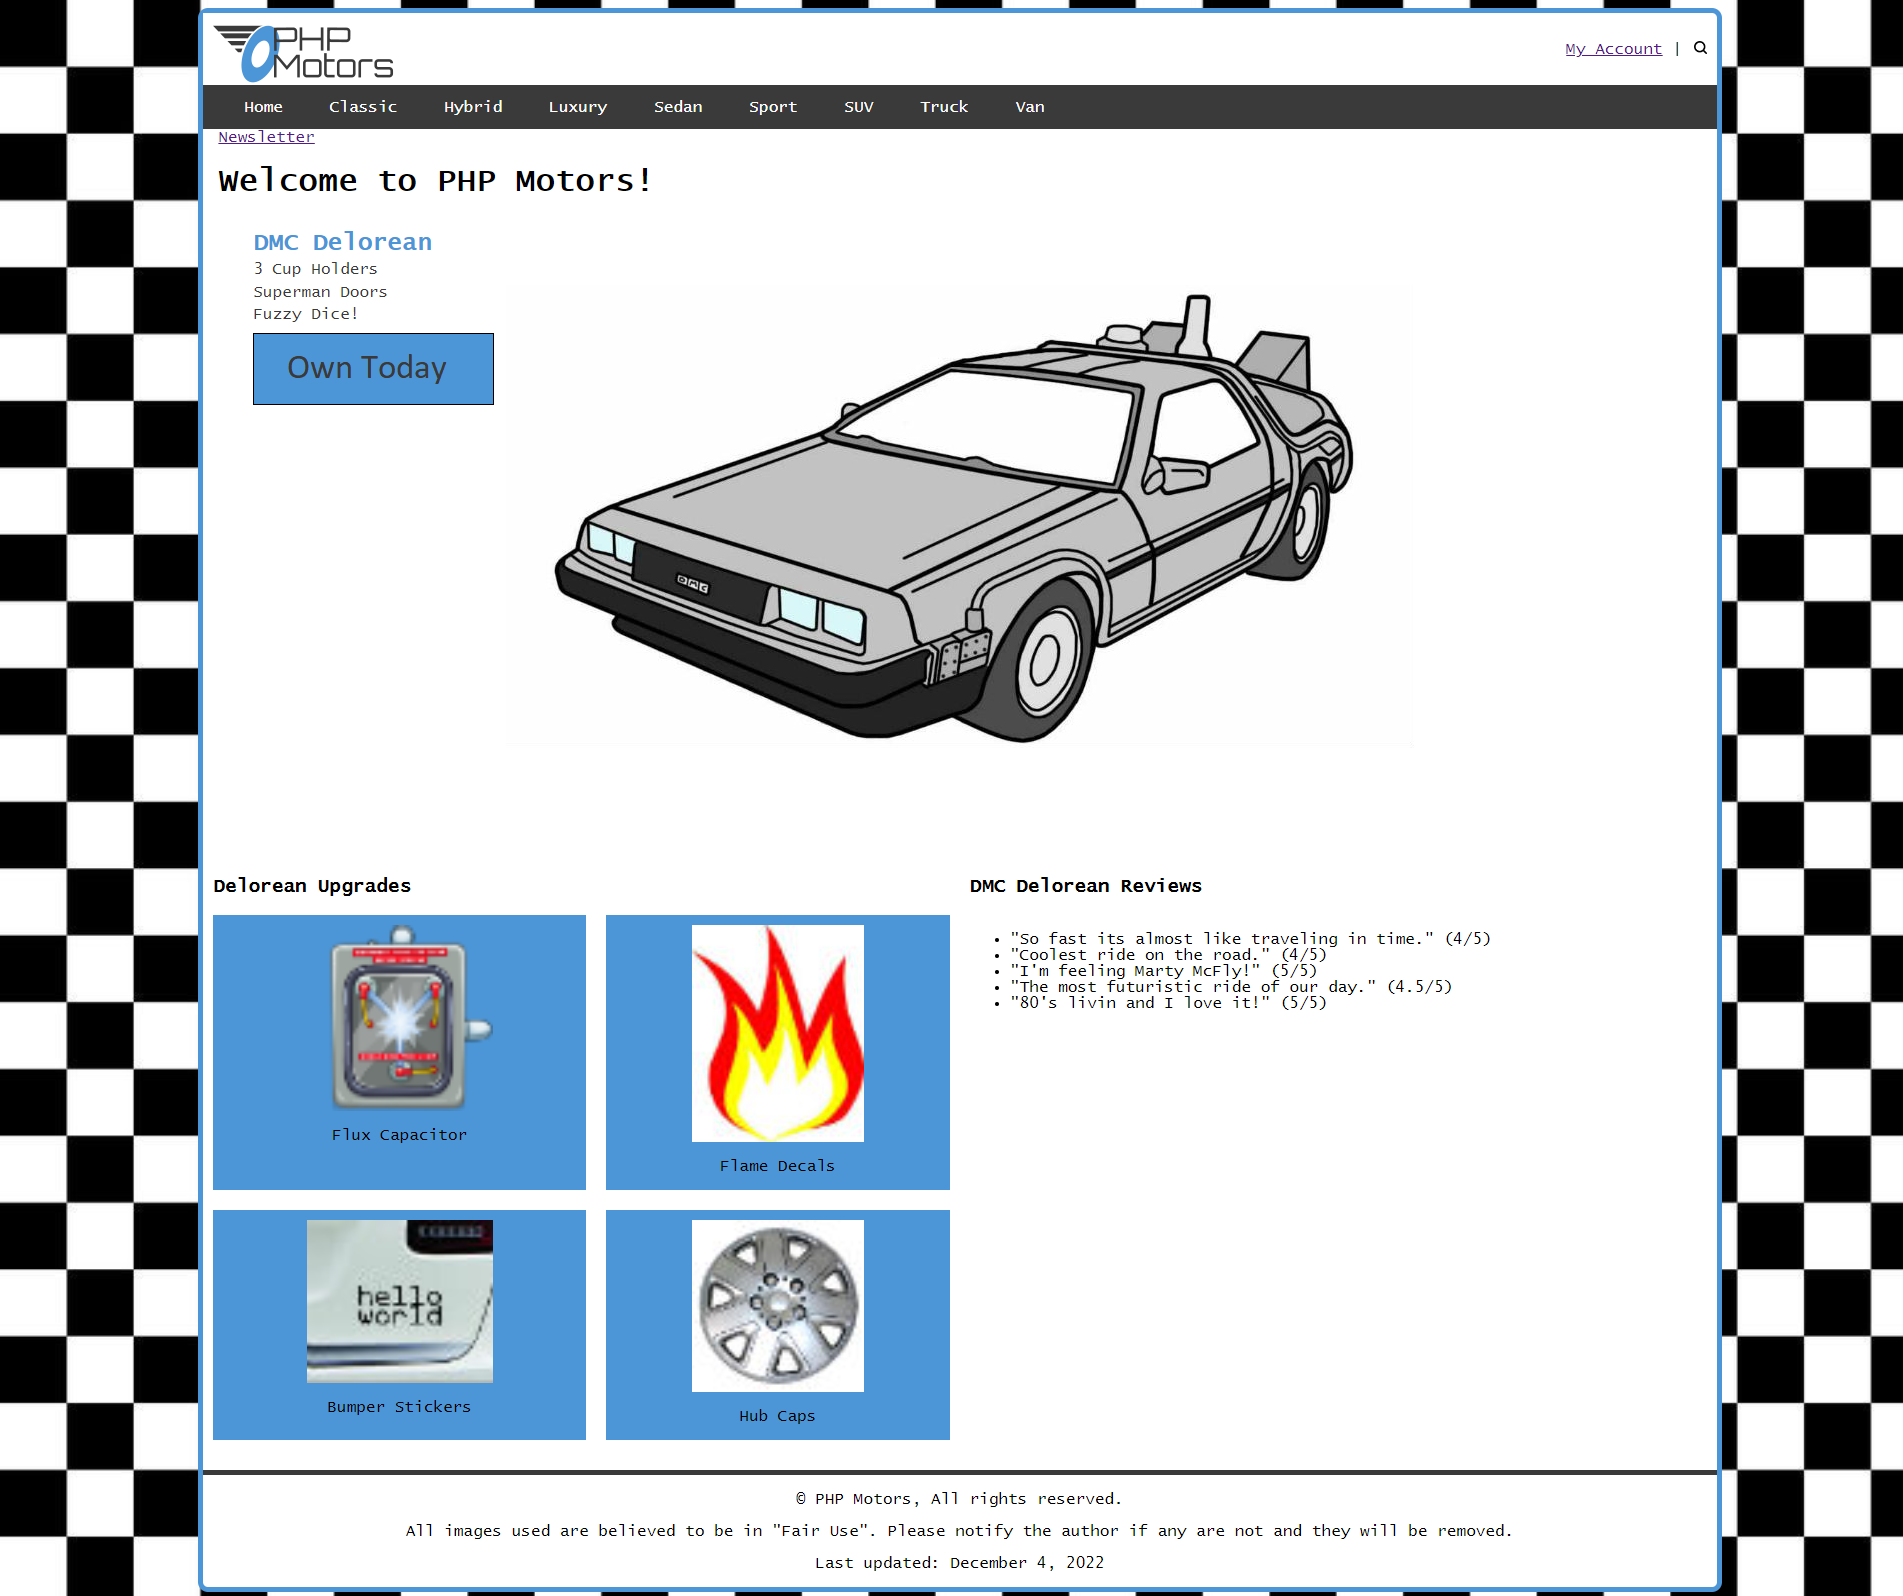 PHP
Motors
My Account |
Home Classic Hybrid Luxury Sedan Sport SUV Truck Van
Newsletter
Welcome to PHP Motors!
DMC Delorean
3 Cup Holders
Superman Doors
Fuzzy Dice!
Own Today
DMC
Delorean Upgrades
Flux Capacitor
Flame Decals
hello
world
Bumper Stickers
Hub Caps
DMC Delorean Reviews
"So fast its almost like traveling in time." (4/5)
"Coolest ride on the road." (4/5)
"I'm feeling Marty McFly!" (5/5)
"The most futuristic ride of our day." (4.5/5)
"80's livin and I love it!" (5/5)
© PHP Motors, All rights reserved.
All images used are believed to be in "Fair Use". Please notify the author if any are not and they will be removed.
Last updated: December 4, 2022